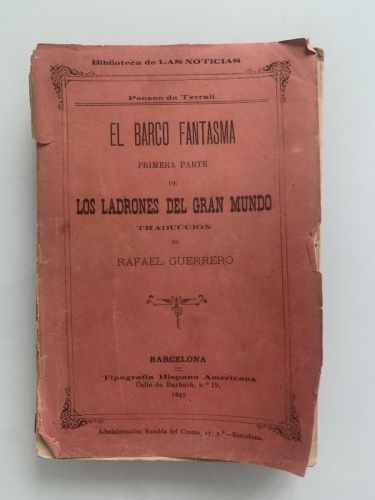 Biblioteca de LAS NOTICIAS
Ponson du Terrail
EL BARCO FANTASMA
PRIMERA PARTE
DE
LOS LADRONES DEL GRAN MUNDO
TRADUCCION
DE
RAFAEL GUERRERO
BARCELONA
Tipografía Hispano Americana
Calle de Barbará, n.º 19.
1897
Administración: Rambla del Centro, 17, 1.º—Barcelona.